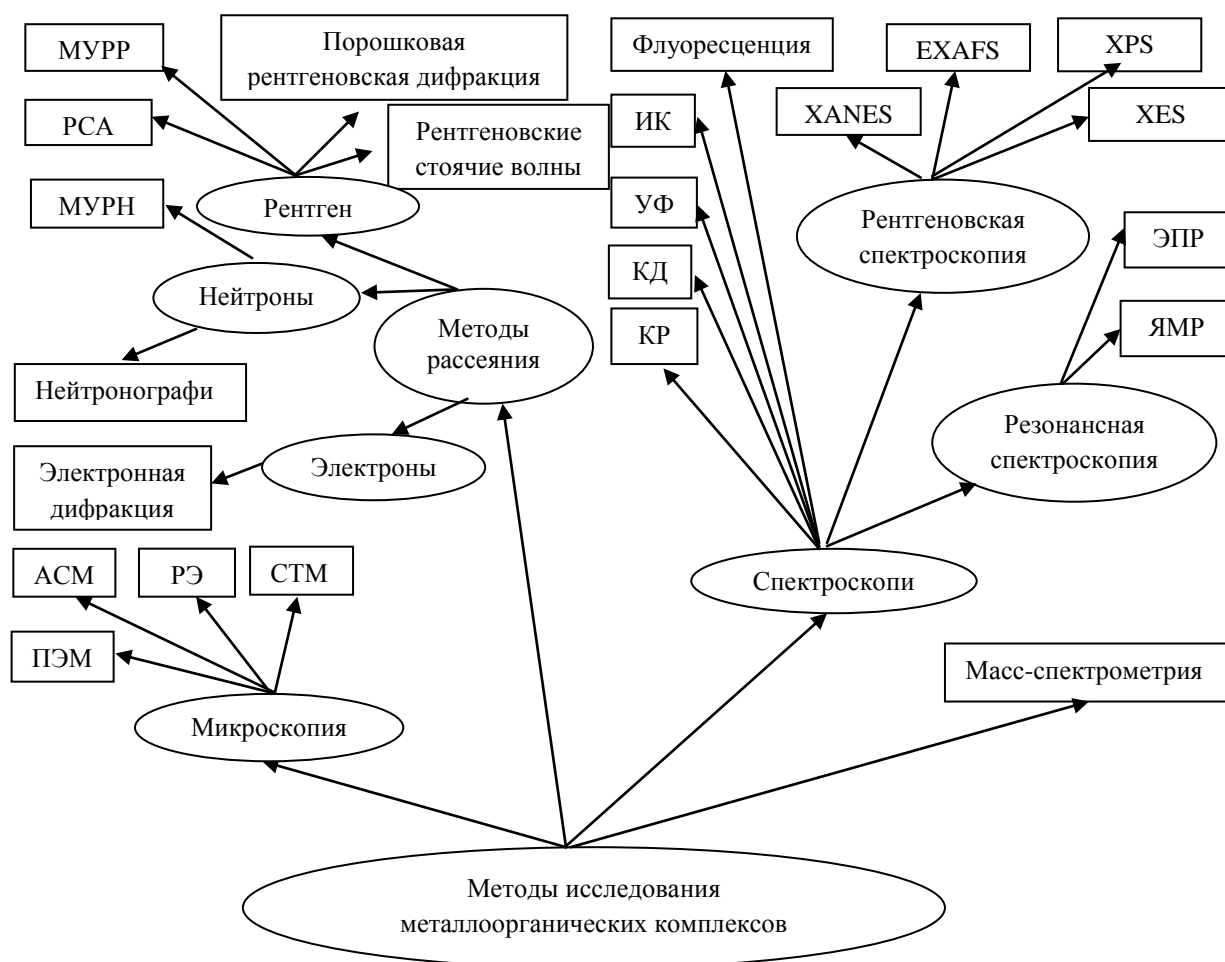 МУРР
Порошковая
рентгеновская дифракция
Флуоресценция
EXAFS
XPS
РСА
Рентгеновские
стоячие волны
ИК
XANES
XES
МУРН
Рентген
УФ
Рентгеновская
спектроскопия
ЭПР
Нейтроны
КД
Методы
рассеяния
КР
ЯМР
Нейтронографи
Резонансная
спектроскопия
Электронная
дифракция
Электроны
АСМ
РЭ
СТМ
Спектроскопи
ПЭМ
Масс-спектрометрия
Микроскопия
Методы исследования
металлоорганических комплексов